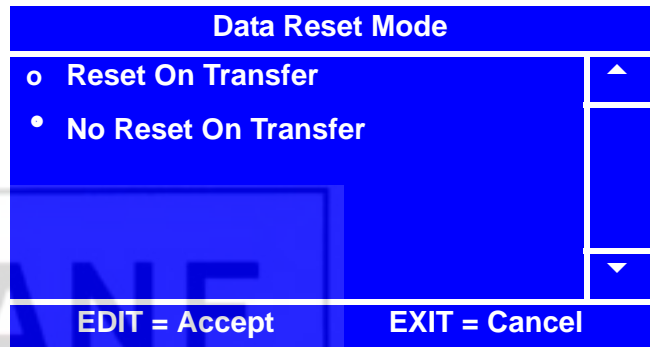 Data Reset Mode
o Reset On Transfer
• No Reset On Transfer
EDIT = Accept EXIT = Cancel